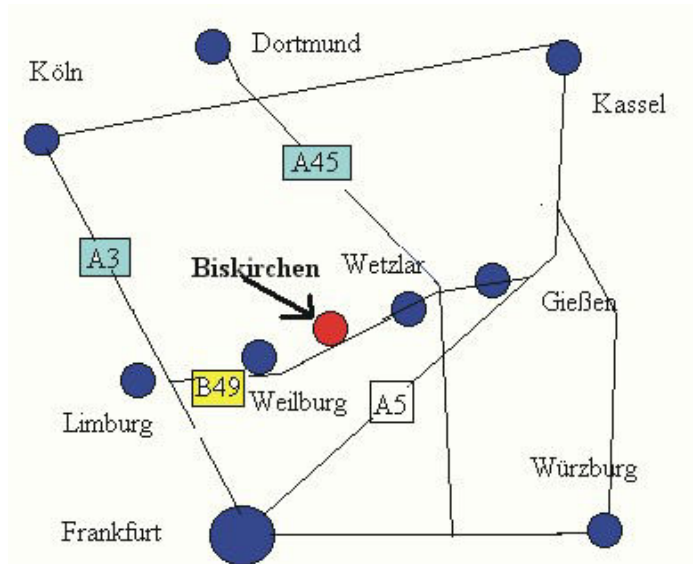 Dortmund
Köln
Kassel
A45
A3
Biskirchen
Wetzlar
Gießen
B49
Weilburg
A5
Limburg
Würzburg
Frankfurt